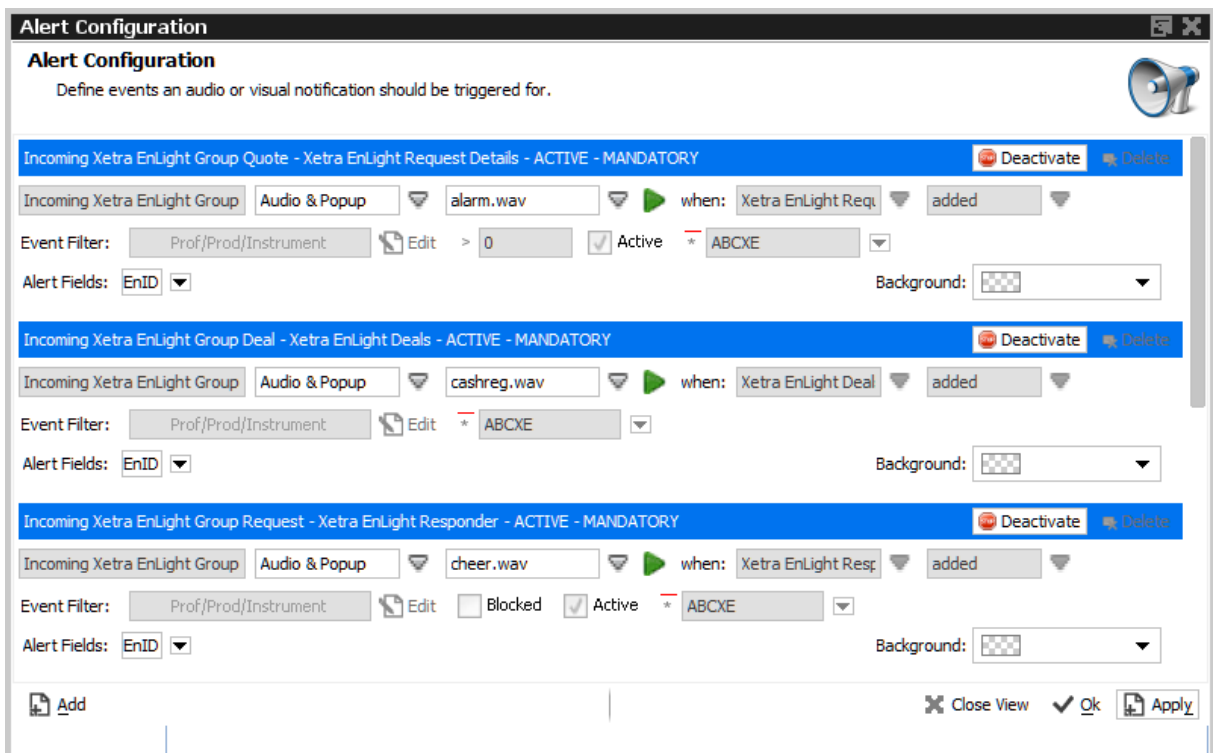 Alert Configuration
Alert Configuration
Define events an audio or visual notification should be triggered for.
Incoming Xetra EnLight Group Quote - Xetra EnLight Request Details - ACTIVE - MANDATORY Deactivate Delete
Incoming Xetra EnLight Group Audio & Popup alarm.wav when: Xetra EnLight Requ added
Event Filter: Prof/Prod/Instrument Edit > 0 Active * ABCXE
Alert Fields: EnID Background:
Incoming Xetra EnLight Group Deal - Xetra EnLight Deals - ACTIVE - MANDATORY Deactivate Delete
Incoming Xetra EnLight Group Audio & Popup cashreg.wav when: Xetra EnLight Deal added
Event Filter: Prof/Prod/Instrument Edit * ABCXE
Alert Fields: EnID Background:
Incoming Xetra EnLight Group Request - Xetra EnLight Responder - ACTIVE - MANDATORY Deactivate Delete
Incoming Xetra EnLight Group Audio & Popup cheer.wav when: Xetra EnLight Resp added
Event Filter: Prof/Prod/Instrument Edit Blocked Active * ABCXE
Alert Fields: EnID Background:
Add Close View Ok Apply